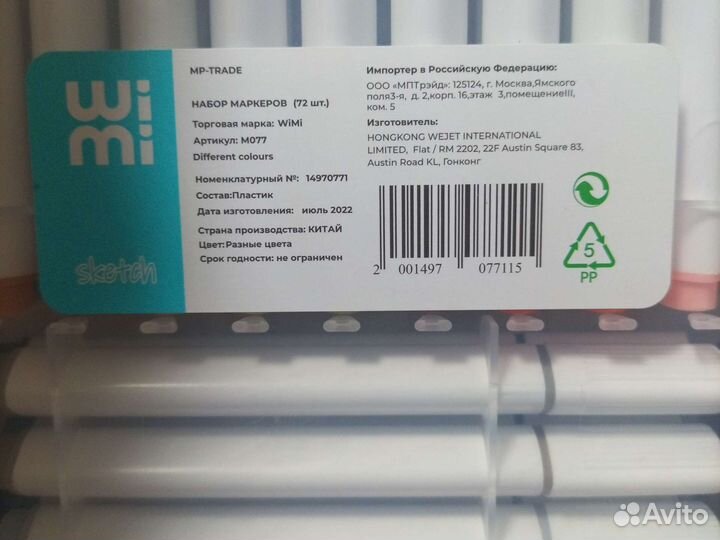 wi
mi
sketch
MP-TRADE
НАБОР МАРКЕРОВ (72 шт.)
Торговая марка: WiMi
Артикул: M077
Different colours
Номенклатурный №: 14970771
Состав:Пластик
Дата изготовления: июль 2022
Страна производства: КИТАЙ
Цвет:Разные цвета
Срок годности: не ограничен
Импортер в Российскую Федерацию:
ООО «МПТрэйд»: 125124, г. Москва,Ямского
поля3-я, д. 2,корп. 16,этаж 3,помещениеIII,
ком. 5
Изготовитель:
HONGKONG WEJET INTERNATIONAL
LIMITED, Flat / RM 2202, 22F Austin Square 83,
Austin Road KL, Гонконг
2 001497 077115
5
PP
Avito